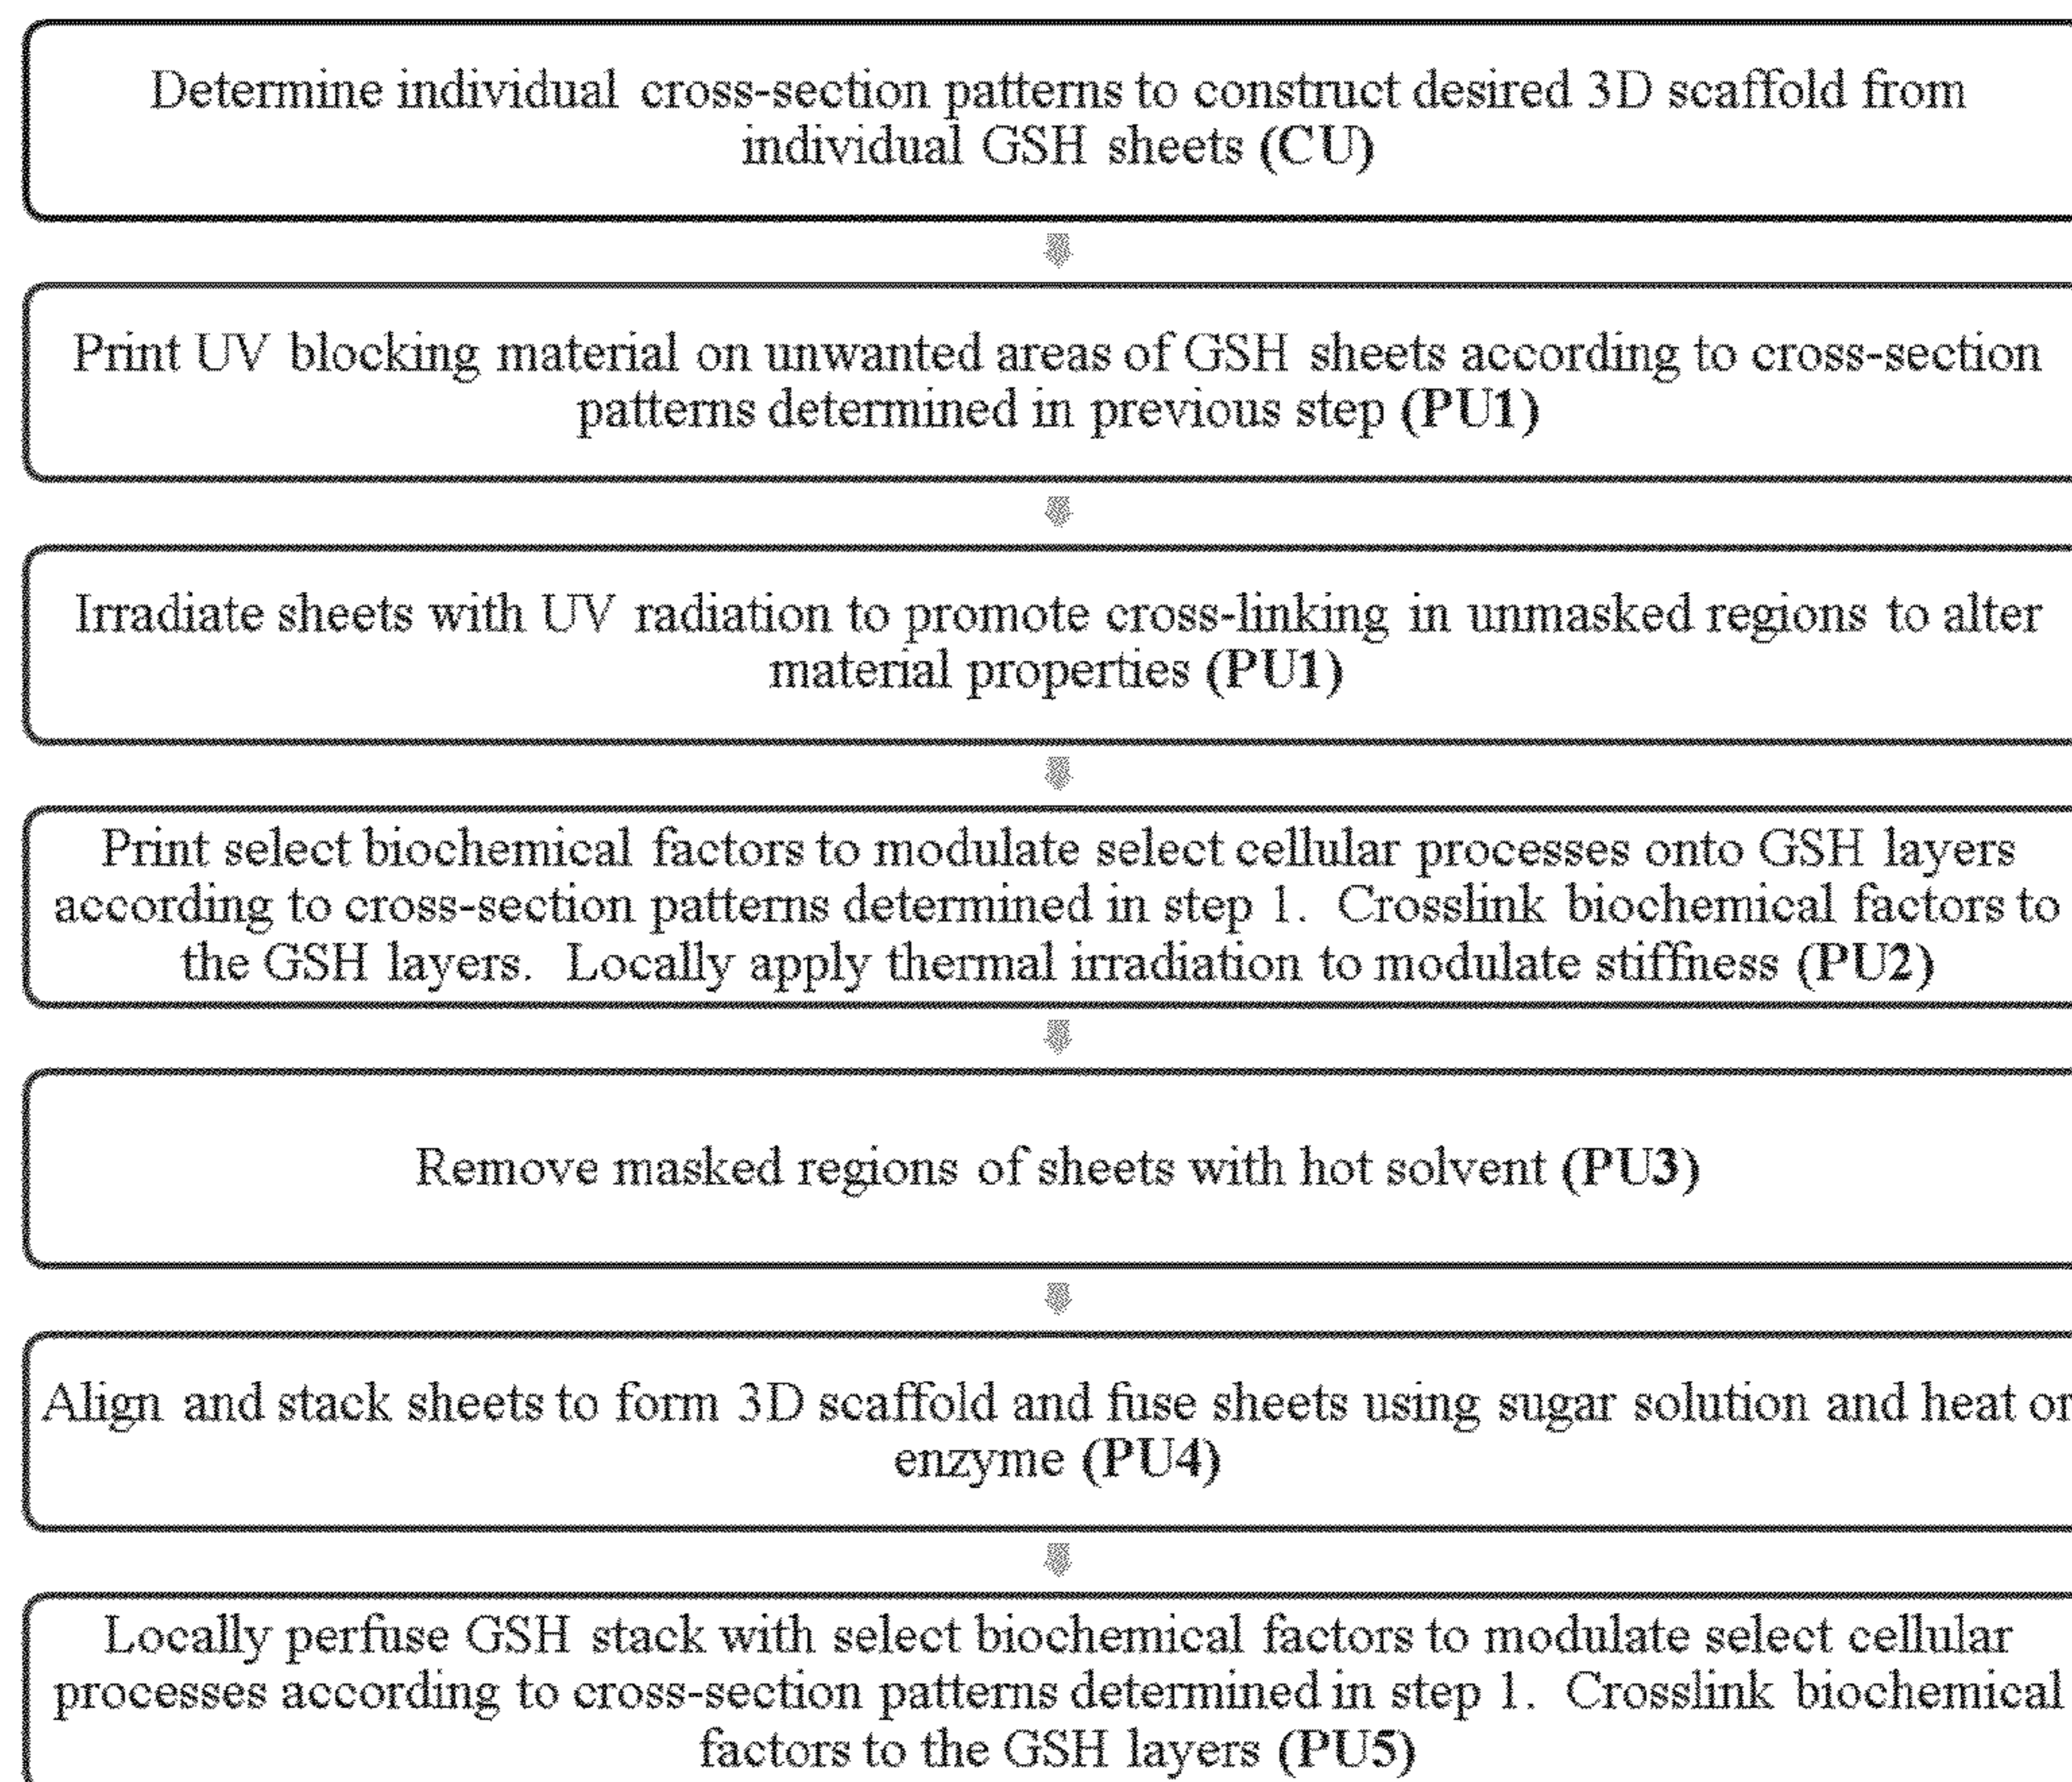 Determine individual cross-section patterns to construct desired 3D scaffold from
individual GSH sheets (CU)
Print UV blocking material on unwanted areas of GSH sheets according to cross-section
patterns determined in previous step (PU1)
Irradiate sheets with UV radiation to promote cross-linking in unmasked regions to alter
material properties (PU1)
Print select biochemical factors to modulate select cellular processes onto GSH layers
according to cross-section patterns determined in step 1. Crosslink biochemical factors to
the GSH layers. Locally apply thermal irradiation to modulate stiffness (PU2)
Remove masked regions of sheets with hot solvent (PU3)
Align and stack sheets to form 3D scaffold and fuse sheets using sugar solution and heat or
enzyme (PU4)
Locally perfuse GSH stack with select biochemical factors to modulate select cellular
processes according to cross-section patterns determined in step 1. Crosslink biochemical
factors to the GSH layers (PU5)